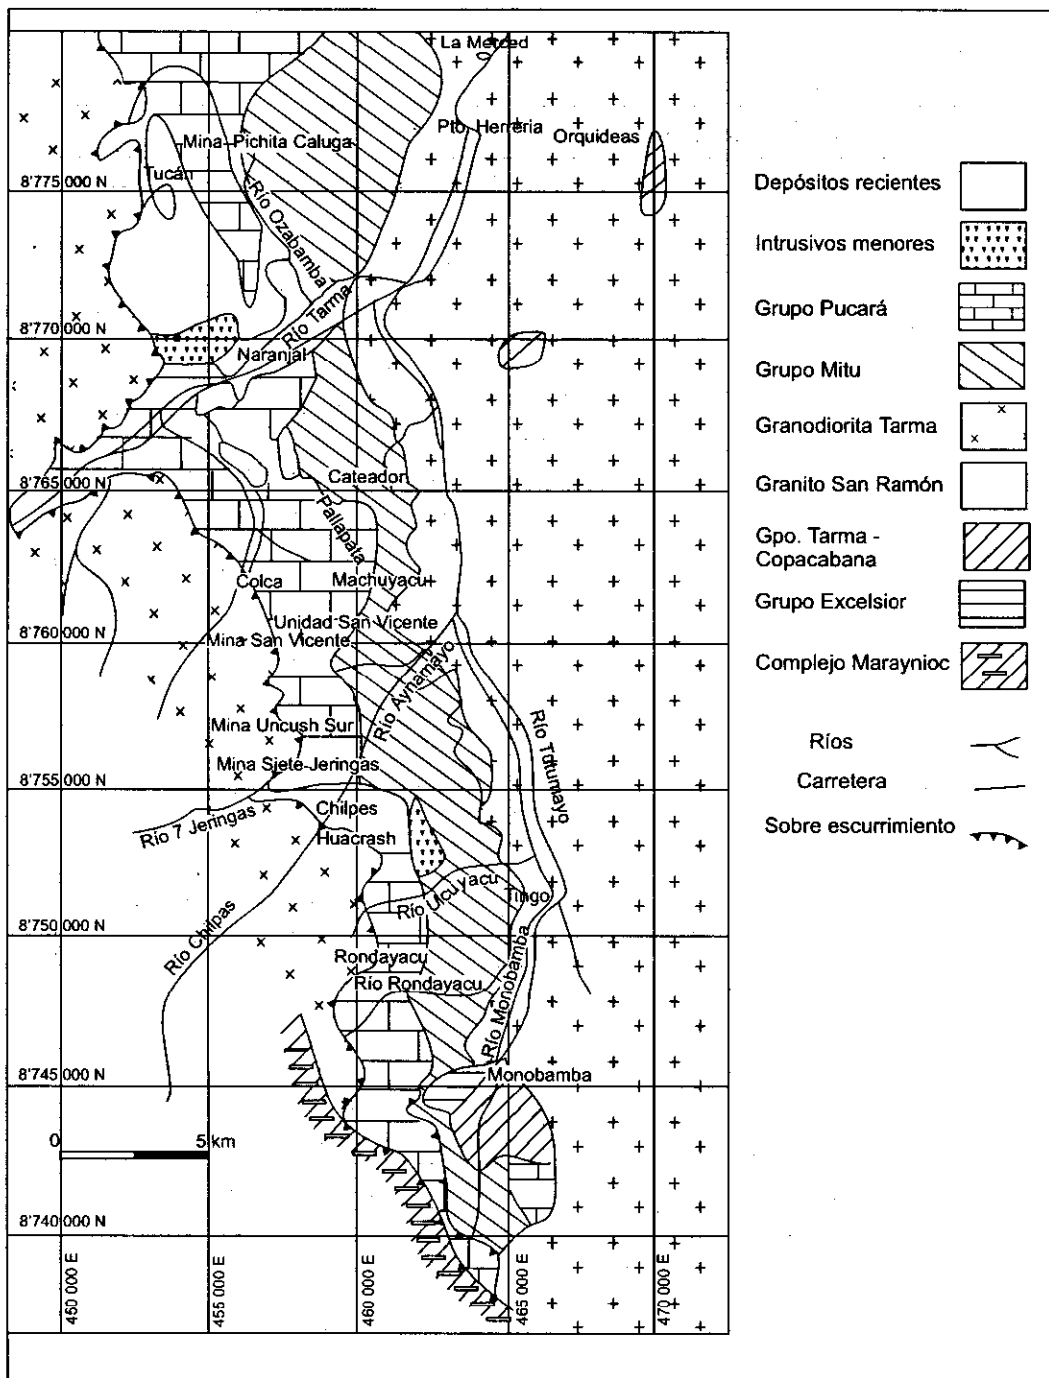 La Merced
Pto. Herreria
Orquideas
Mina Pichita Caluga
Tucán
8'775 000 N
Río Ozabamba
Río Tarma
8'770 000 N
Naranjal
Cateador
8'765 000 N
Pallapata
Colca
Machuyacu
Unidad San Vicente
8'760 000 N
Mina San Vicente
Río Aynamayo
Mina Uncush Sur
Río Tutumayo
Mina Siete Jeringas
8'755 000 N
Chilpes
Río 7 Jeringas
Huacrash
Río Ulcuyacu
Tingo
Río Chilpas
8'750 000 N
Rondayacu
Río Rondayacu
Río Monobamba
8'745 000 N
Monobamba
0
5 km
8'740 000 N
450 000 E
455 000 E
460 000 E
465 000 E
470 000 E
Depósitos recientes
Intrusivos menores
Grupo Pucará
Grupo Mitu
Granodiorita Tarma
Granito San Ramón
Gpo. Tarma -
Copacabana
Grupo Excelsior
Complejo Maraynioc
Ríos
Carretera
Sobre escurrimiento